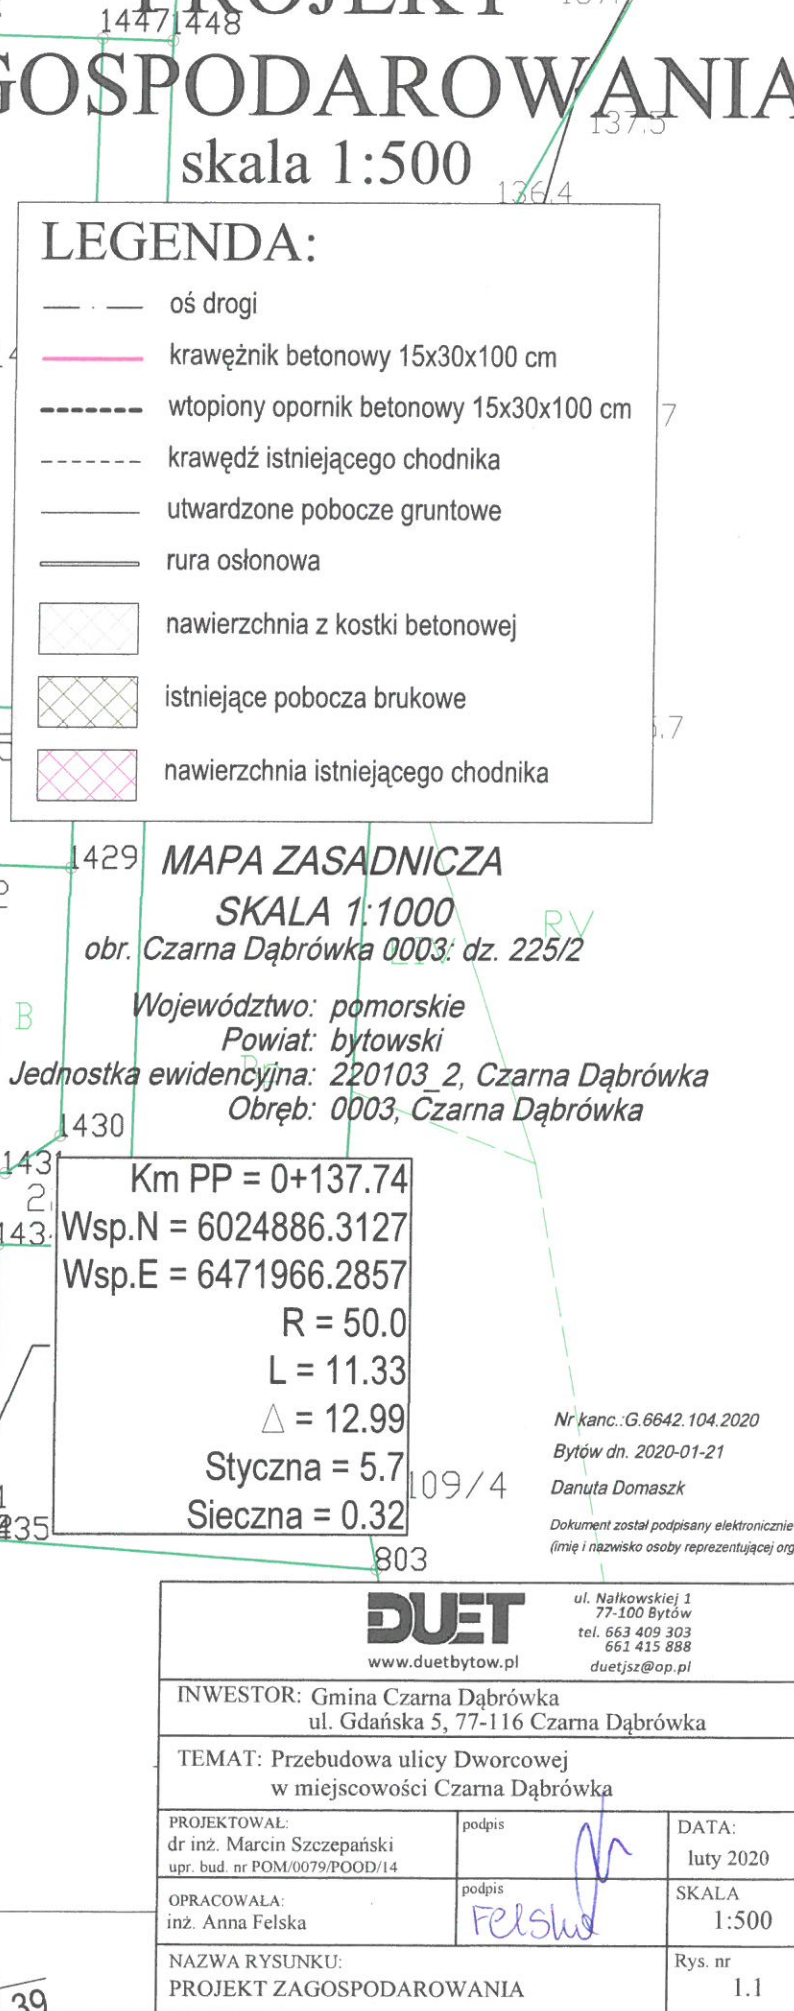 PROJEKT
1447 1448
GOSPODAROWANIA
137.5
skala 1:500
136.4
LEGENDA:
oś drogi
krawężnik betonowy 15x30x100 cm
wtopiony opornik betonowy 15x30x100 cm
krawędź istniejącego chodnika
utwardzone pobocze gruntowe
rura osłonowa
nawierzchnia z kostki betonowej
istniejące pobocza brukowe
nawierzchnia istniejącego chodnika
1429
MAPA ZASADNICZA
SKALA 1:1000
RV
obr. Czarna Dąbrówka 0003: dz. 225/2
B
Województwo: pomorskie
Powiat: bytowski
Jednostka ewidencyjna: 220103_2, Czarna Dąbrówka
Obręb: 0003, Czarna Dąbrówka
1430
Km PP = 0+137.74
Wsp.N = 6024886.3127
Wsp.E = 6471966.2857
R = 50.0
L = 11.33
△ = 12.99
Styczna = 5.7
Sieczna = 0.32
109/4
803
Nr kanc.:G.6642.104.2020
Bytów dn. 2020-01-21
Danuta Domaszk
Dokument został podpisany elektronicznie
(imię i nazwisko osoby reprezentującej org
DUET
www.duetbytow.pl
ul. Nałkowskiej 1
77-100 Bytów
tel. 663 409 303
661 415 888
duetjsz@op.pl
INWESTOR: Gmina Czarna Dąbrówka
ul. Gdańska 5, 77-116 Czarna Dąbrówka
TEMAT: Przebudowa ulicy Dworcowej
w miejscowości Czarna Dąbrówka
PROJEKTOWAŁ:
dr inż. Marcin Szczepański
upr. bud. nr POM/0079/POOD/14
podpis
DATA:
luty 2020
OPRACOWAŁA:
inż. Anna Felska
podpis
Felska
SKALA
1:500
NAZWA RYSUNKU:
PROJEKT ZAGOSPODAROWANIA
Rys. nr
1.1
39